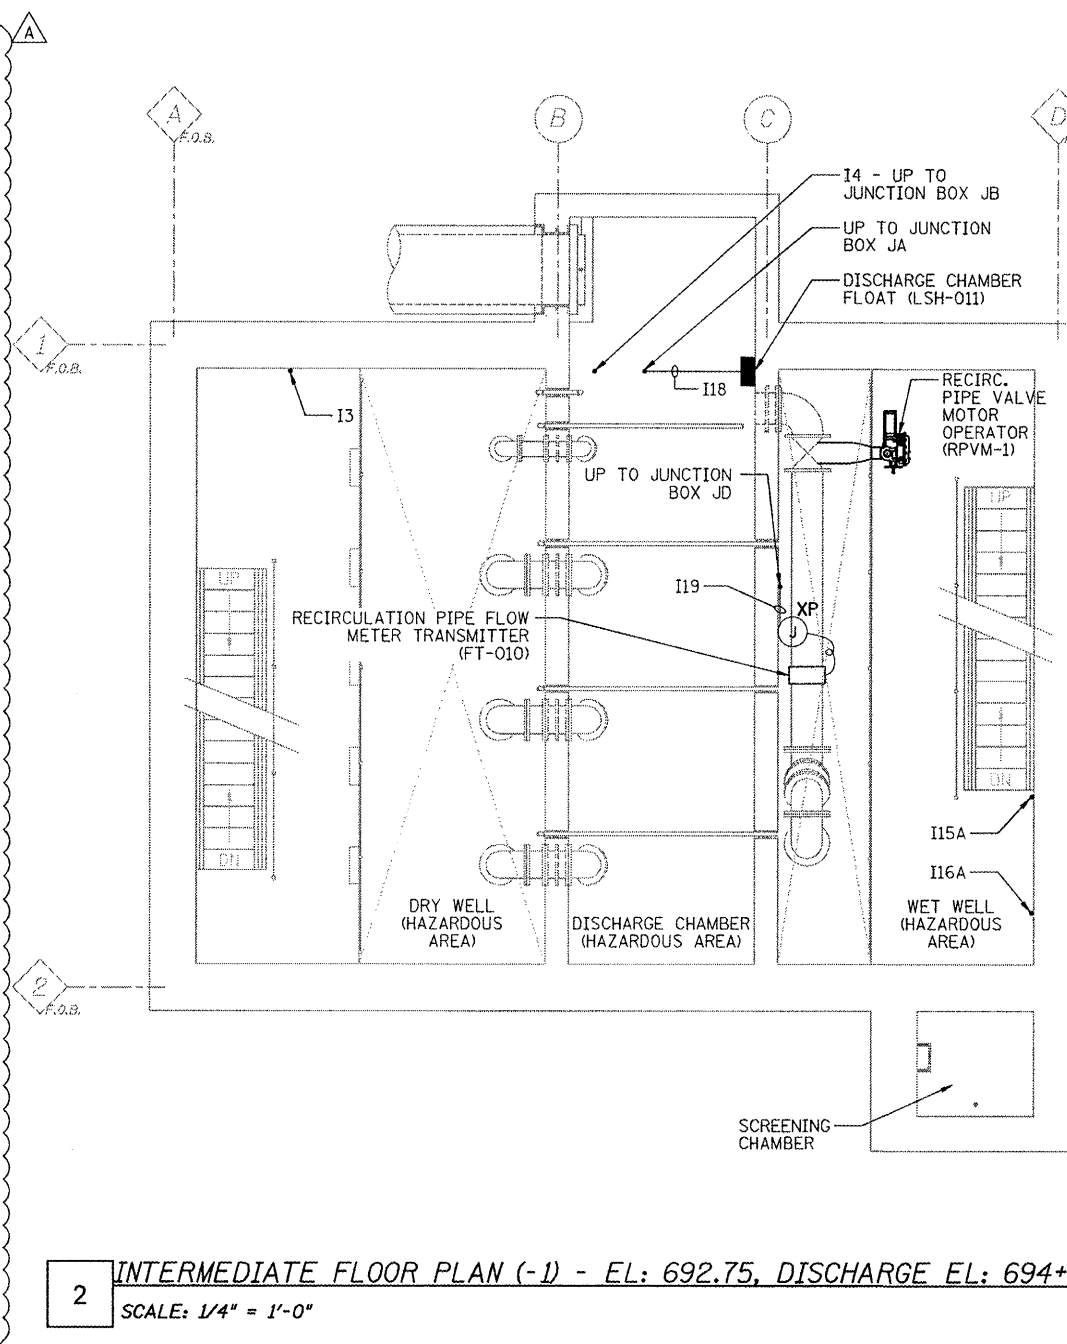 A
A
F.O.B.
B
C
D
I4 - UP TO
JUNCTION BOX JB
UP TO JUNCTION
BOX JA
DISCHARGE CHAMBER
FLOAT (LSH-011)
1
F.O.B.
I3
I18
RECIRC.
PIPE VALVE
MOTOR
OPERATOR
(RPVM-1)
UP TO JUNCTION
BOX JD
UP
UP
I19
XP
J
RECIRCULATION PIPE FLOW
METER TRANSMITTER
(FT-010)
DN
DN
I15A
I16A
DRY WELL
(HAZARDOUS
AREA)
DISCHARGE CHAMBER
(HAZARDOUS AREA)
WET WELL
(HAZARDOUS
AREA)
2
F.O.B.
SCREENING
CHAMBER
2
INTERMEDIATE FLOOR PLAN (-1) - EL: 692.75, DISCHARGE EL: 694+
SCALE: 1/4" = 1'-0"